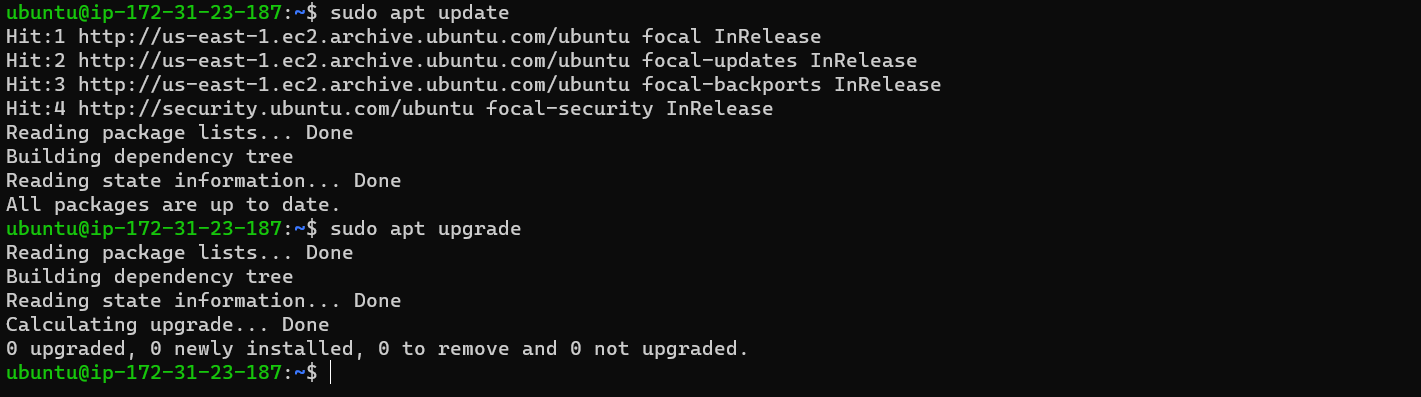 ubuntu@ip-172-31-23-187:~$ sudo apt update
Hit:1 http://us-east-1.ec2.archive.ubuntu.com/ubuntu focal InRelease
Hit:2 http://us-east-1.ec2.archive.ubuntu.com/ubuntu focal-updates InRelease
Hit:3 http://us-east-1.ec2.archive.ubuntu.com/ubuntu focal-backports InRelease
Hit:4 http://security.ubuntu.com/ubuntu focal-security InRelease
Reading package lists... Done
Building dependency tree
Reading state information... Done
All packages are up to date.
ubuntu@ip-172-31-23-187:~$ sudo apt upgrade
Reading package lists... Done
Building dependency tree
Reading state information... Done
Calculating upgrade... Done
0 upgraded, 0 newly installed, 0 to remove and 0 not upgraded.
ubuntu@ip-172-31-23-187:~$